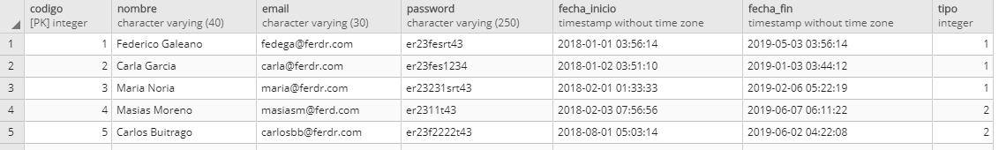 codigo nombre email password fecha_inicio fecha_fin tipo
[PK] integer character varying (40) character varying (30) character varying (250) timestamp without time zone timestamp without time zone integer
1 1 Federico Galeano fedega@ferdr.com er23fesrt43 2018-01-01 03:56:14 2019-05-03 03:56:14 1
2 2 Carla Garcia carla@ferdr.com er23fes1234 2018-01-02 03:51:10 2019-01-03 03:44:12 1
3 3 Maria Noria maria@ferdr.com er23231srt43 2018-02-01 01:33:33 2019-02-06 05:22:19 1
4 4 Masias Moreno masiasm@ferd.com er2311t43 2018-02-03 07:56:56 2019-06-07 06:11:22 2
5 5 Carlos Buitrago carlosbb@ferdr.com er23f2222t43 2018-08-01 05:03:14 2019-06-02 04:22:08 2